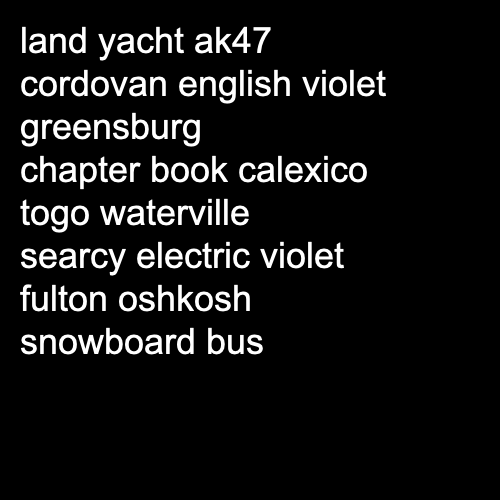 land yacht ak47
cordovan english violet
greensburg
chapter book calexico
togo waterville
searcy electric violet
fulton oshkosh
snowboard bus